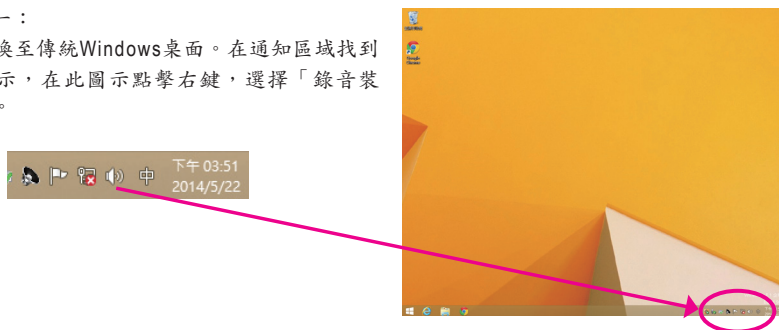 一：
換至傳統Windows桌面。在通知區域找到
示，在此圖示點擊右鍵，選擇「錄音裝
。
中
下午 03:51
2014/5/22
Google
Chrome